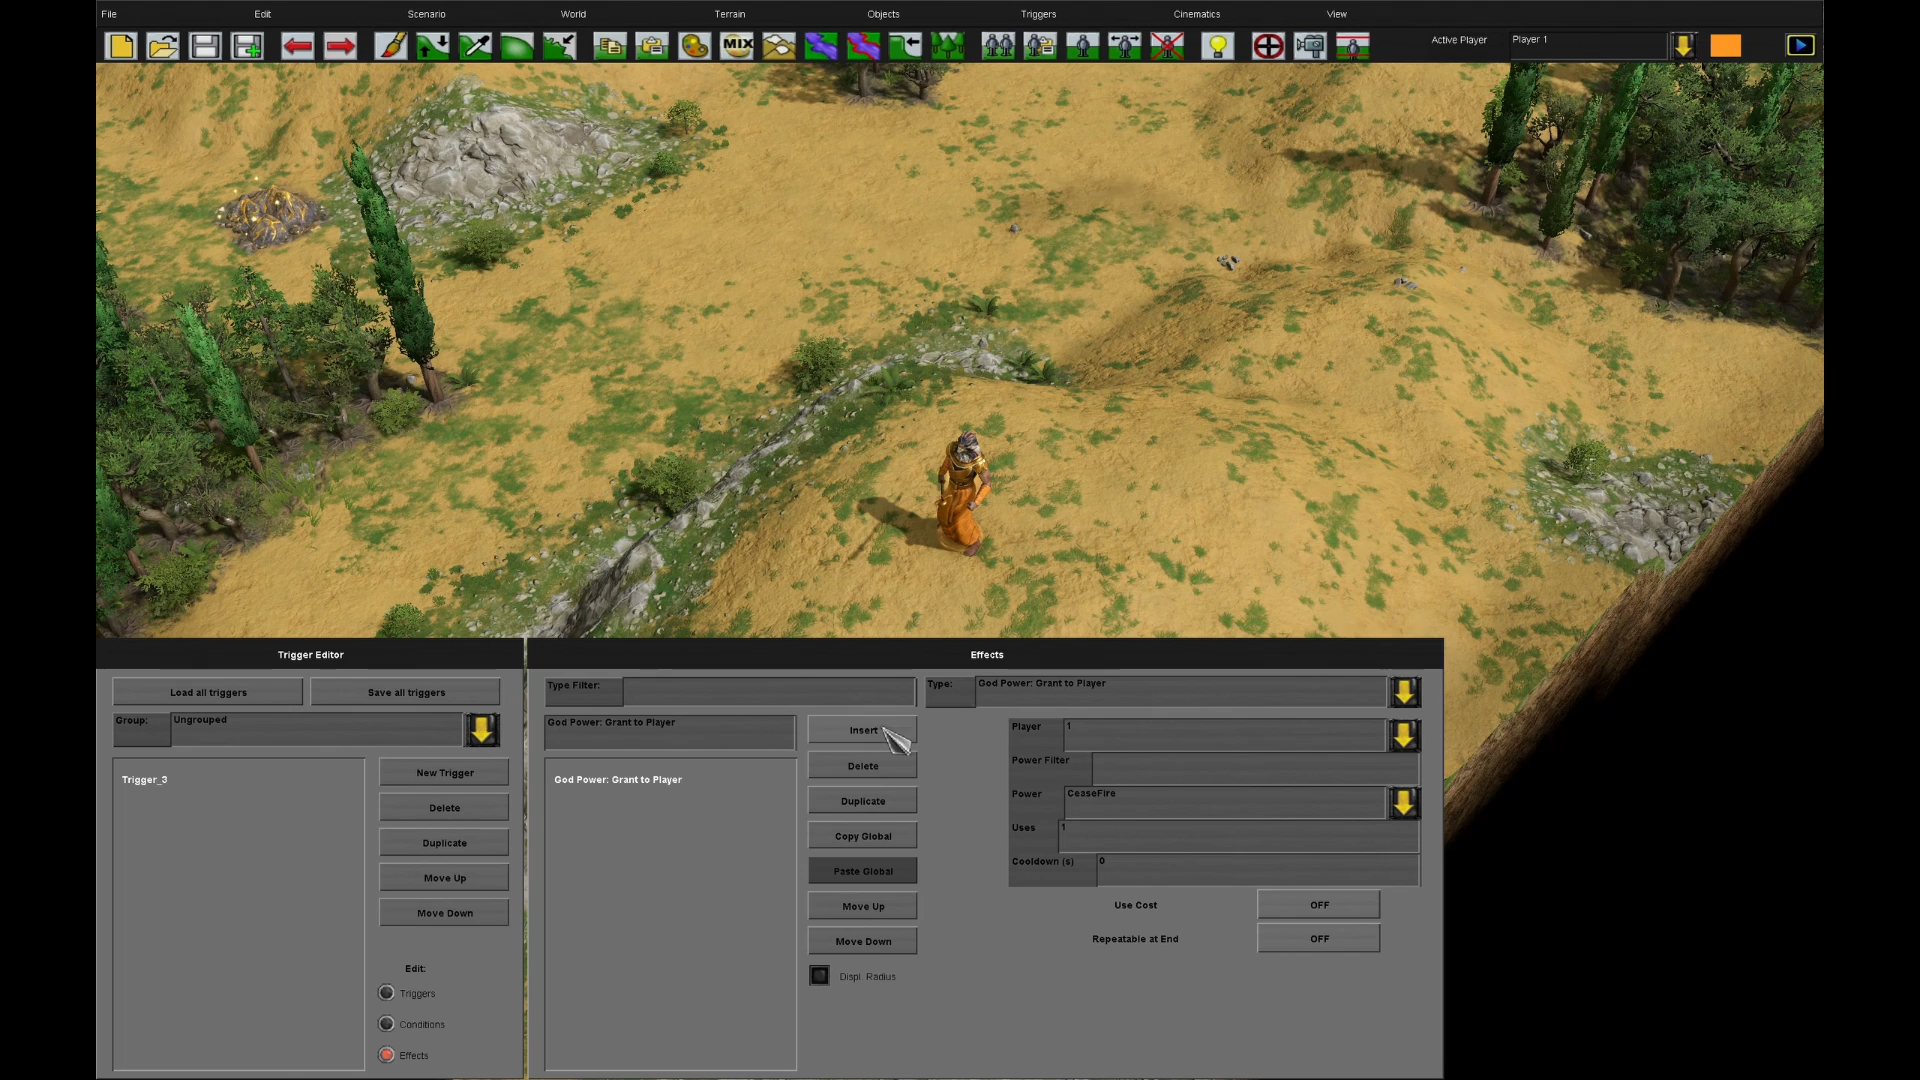 File Edit Scenario World Terrain Objects Triggers Cinematics View
MIX
Active Player Player 1
Trigger Editor
Load all triggers Save all triggers
Group: Ungrouped
Trigger_3
New Trigger
Delete
Duplicate
Move Up
Move Down
Edit:
Triggers
Conditions
Effects
Effects
Type Filter:
God Power: Grant to Player
God Power: Grant to Player
Insert
Delete
Duplicate
Copy Global
Paste Global
Move Up
Move Down
Displ. Radius
Type: God Power: Grant to Player
Player 1
Power Filter
Power CeaseFire
Uses 1
Cooldown (s) 0
Use Cost OFF
Repeatable at End OFF